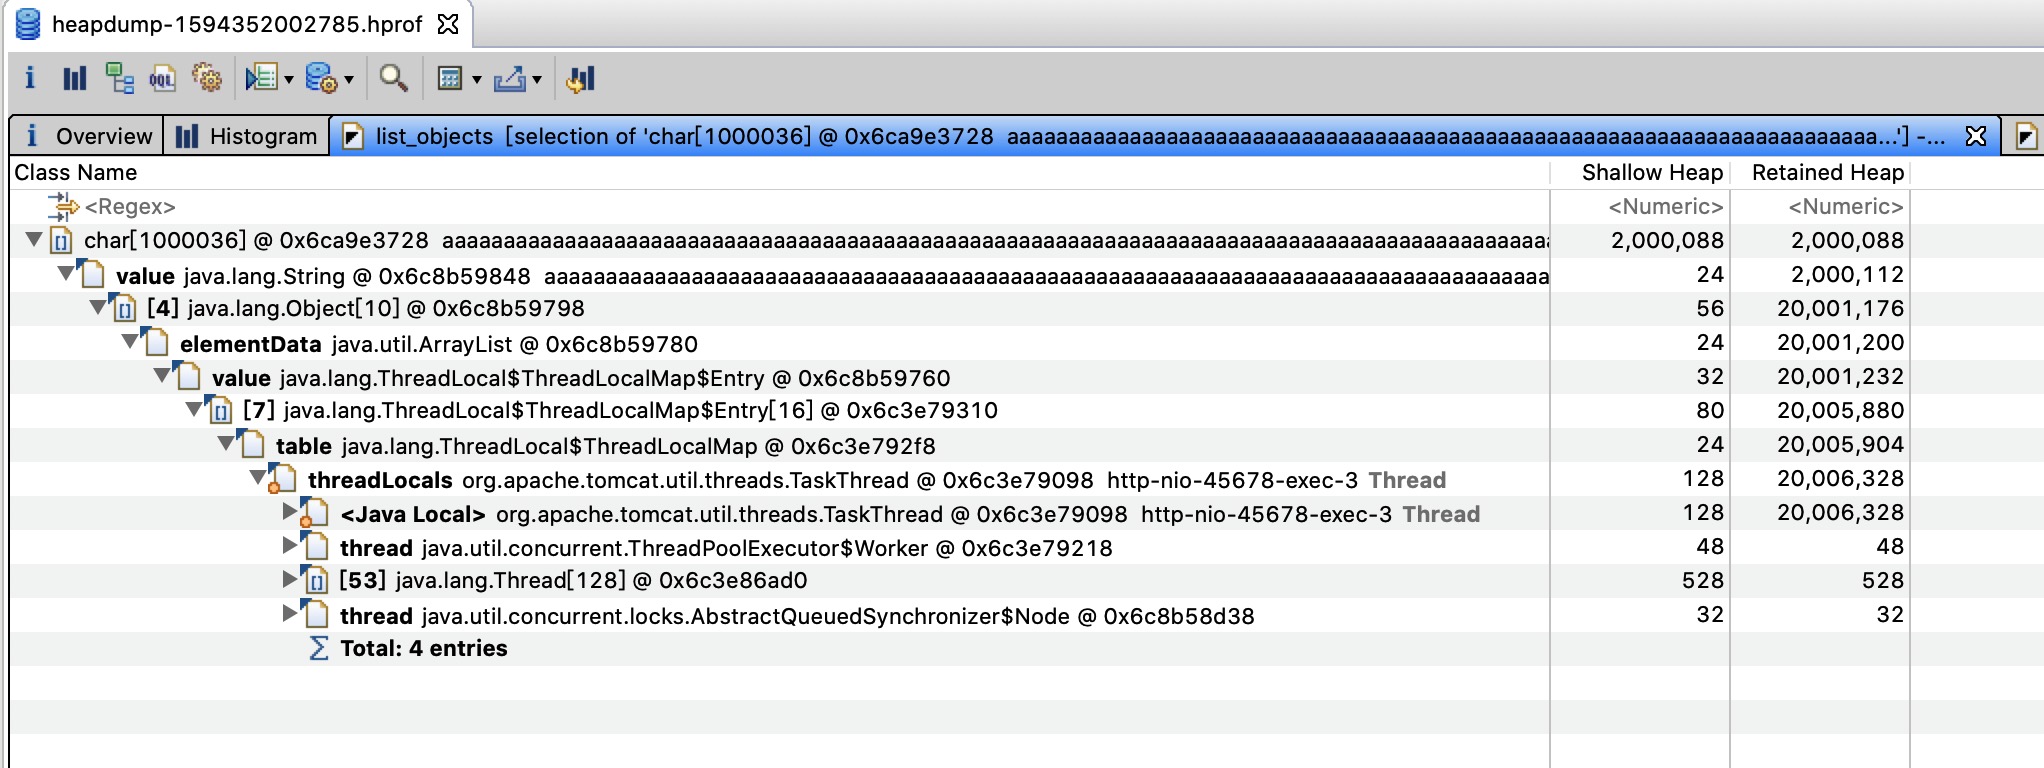 heapdump-1594352002785.hprof
Overview Histogram list_objects [selection of 'char[1000036] @ 0x6ca9e3728 aaaaaaaaaaaaaaaaaaaaaaaaaaaaaaaaaaaaaaaaaaaaaaaaaaaaaaaaaaaaaaaaaaaaaaaa...'] -...
Class Name Shallow Heap Retained Heap
<Regex> <Numeric> <Numeric>
char[1000036] @ 0x6ca9e3728 aaaaaaaaaaaaaaaaaaaaaaaaaaaaaaaaaaaaaaaaaaaaaaaaaaaaaaaaaaaaaaaaaaaaaaaaaaaaaaaaaaaaaaaaaa 2,000,088 2,000,088
value java.lang.String @ 0x6c8b59848 aaaaaaaaaaaaaaaaaaaaaaaaaaaaaaaaaaaaaaaaaaaaaaaaaaaaaaaaaaaaaaaaaaaaaaaaaaaaaaaaaa 24 2,000,112
[4] java.lang.Object[10] @ 0x6c8b59798 56 20,001,176
elementData java.util.ArrayList @ 0x6c8b59780 24 20,001,200
value java.lang.ThreadLocal$ThreadLocalMap$Entry @ 0x6c8b59760 32 20,001,232
[7] java.lang.ThreadLocal$ThreadLocalMap$Entry[16] @ 0x6c3e79310 80 20,005,880
table java.lang.ThreadLocal$ThreadLocalMap @ 0x6c3e792f8 24 20,005,904
threadLocals org.apache.tomcat.util.threads.TaskThread @ 0x6c3e79098 http-nio-45678-exec-3 Thread 128 20,006,328
<Java Local> org.apache.tomcat.util.threads.TaskThread @ 0x6c3e79098 http-nio-45678-exec-3 Thread 128 20,006,328
thread java.util.concurrent.ThreadPoolExecutor$Worker @ 0x6c3e79218 48 48
[53] java.lang.Thread[128] @ 0x6c3e86ad0 528 528
thread java.util.concurrent.locks.AbstractQueuedSynchronizer$Node @ 0x6c8b58d38 32 32
Total: 4 entries